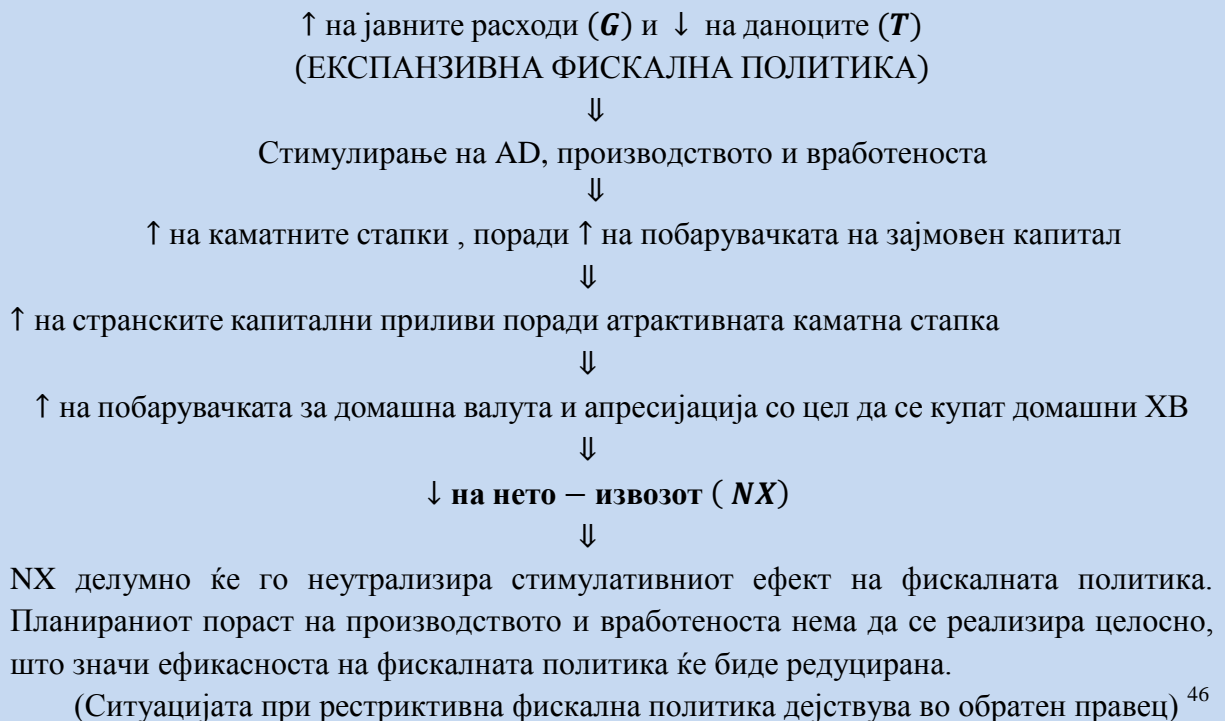 ↑ на јавните расходи (G) и ↓ на даноците (T)
(ЕКСПАНЗИВНА ФИСКАЛНА ПОЛИТИКА)
⇓
Стимулирање на AD, производството и вработеноста
⇓
↑ на каматните стапки , поради ↑ на побарувачката на зајмовен капитал
⇓
↑ на странските капитални приливи поради атрактивната каматна стапка
⇓
↑ на побарувачката за домашна валута и апресијација со цел да се купат домашни ХВ
⇓
↓ на нето − извозот ( NX)
⇓
NX делумно ќе го неутрализира стимулативниот ефект на фискалната политика.
Планираниот пораст на производството и вработеноста нема да се реализира целосно,
што значи ефикасноста на фискалната политика ќе биде редуцирана.
(Ситуацијата при рестриктивна фискална политика дејствува во обратен правец) 46